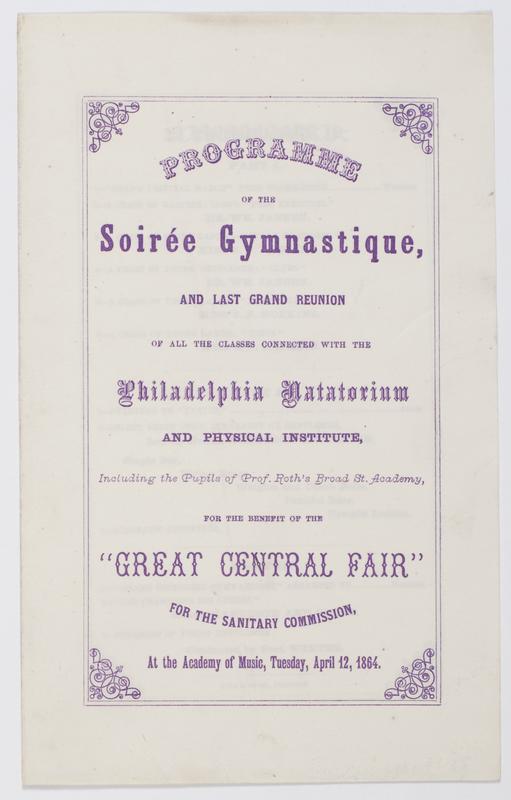 PROGRAMME
OF THE
Soirée Gymnastique,
AND LAST GRAND REUNION
OF ALL THE CLASSES CONNECTED WITH THE
Philadelphia Natatorium
AND PHYSICAL INSTITUTE,
Including the Pupils of Prof. Roth's Broad St. Academy,
FOR THE BENEFIT OF THE
"GREAT CENTRAL FAIR"
FOR THE SANITARY COMMISSION,
At the Academy of Music, Tuesday, April 12, 1864.